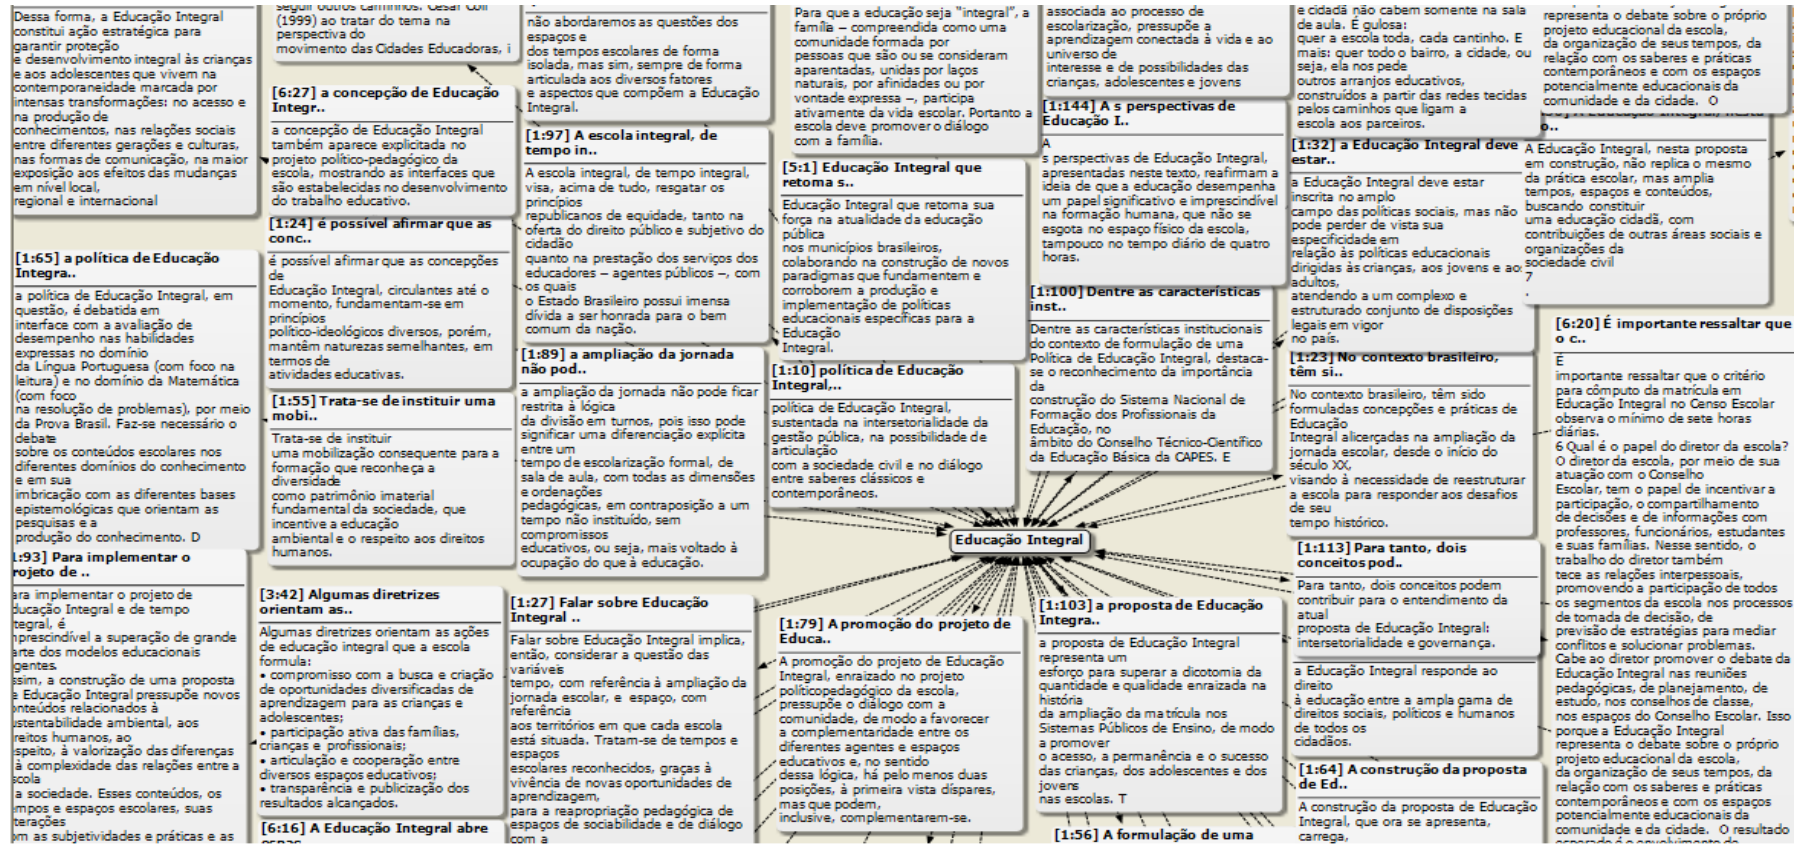 Dessa forma, a Educação Integral
constitui ação estratégica para
garantir proteção
e desenvolvimento integral às crianças
e aos adolescentes que vivem na
contemporaneidade marcada por
intensas transformações: no acesso e
na produção de
conhecimentos, nas relações sociais
entre diferentes gerações e culturas,
nas formas de comunicação, na maior
exposição aos efeitos das mudanças
em nível local,
regional e internacional
[1:65] a política de Educação
Integra..
a política de Educação Integral, em
questão, é debatida em
interface com a avaliação de
desempenho nas habilidades
expressas no domínio
da Língua Portuguesa (com foco na
leitura) e no domínio da Matemática
(com foco
na resolução de problemas), por meio
da Prova Brasil. Faz-se necessário o
debate
sobre os conteúdos escolares nos
diferentes domínios do conhecimento
e em sua
imbricação com as diferentes bases
epistemológicas que orientam as
pesquisas e a
produção do conhecimento. D
1:93] Para implementar o
rojeto de ..
ara implementar o projeto de
ducação Integral e de tempo
tegral, é
nprescindível a superação de grande
arte dos modelos educacionais
gentes.
ssim, a construção de uma proposta
e Educação Integral pressupõe novos
onteúdos relacionados à
ustentabilidade ambiental, aos
reitos humanos, ao
speito, à valorização das diferenças
à complexidade das relações entre a
scola
a sociedade. Esses conteúdos, os
mpos e espaços escolares, suas
terações
om as subjetividades e práticas e as
seguir outros caminhos. César Coll
(1999) ao tratar do tema na
perspectiva do
movimento das Cidades Educadoras, i
[6:27] a concepção de Educação
Integr..
a concepção de Educação Integral
também aparece explicitada no
projeto político-pedagógico da
escola, mostrando as interfaces que
são estabelecidas no desenvolvimento
do trabalho educativo.
[1:24] é possível afirmar que as
conc..
é possível afirmar que as concepções
de
Educação Integral, circulantes até o
momento, fundamentam-se em
princípios
político-ideológicos diversos, porém,
mantêm naturezas semelhantes, em
termos de
atividades educativas.
[1:55] Trata-se de instituir uma
mobi..
Trata-se de instituir
uma mobilização consequente para a
formação que reconheça a
diversidade
como patrimônio imaterial
fundamental da sociedade, que
incentive a educação
ambiental e o respeito aos direitos
humanos.
[3:42] Algumas diretrizes
orientam as..
Algumas diretrizes orientam as ações
de educação integral que a escola
formula:
• compromisso com a busca e criação
de oportunidades diversificadas de
aprendizagem para as crianças e
adolescentes;
• participação ativa das famílias,
crianças e profissionais;
• articulação e cooperação entre
diversos espaços educativos;
• transparência e publicização dos
resultados alcançados.
[6:16] A Educação Integral abre
espaç..
não abordaremos as questões dos
espaços e
dos tempos escolares de forma
isolada, mas sim, sempre de forma
articulada aos diversos fatores
e aspectos que compõem a Educação
Integral.
[1:97] A escola integral, de
tempo in..
A escola integral, de tempo integral,
visa, acima de tudo, resgatar os
princípios
republicanos de equidade, tanto na
oferta do direito público e subjetivo do
cidadão
quanto na prestação dos serviços dos
educadores – agentes públicos –, com
os quais
o Estado Brasileiro possui imensa
dívida a ser honrada para o bem
comum da nação.
[1:89] a ampliação da jornada
não pod..
a ampliação da jornada não pode ficar
restrita à lógica
da divisão em turnos, pois isso pode
significar uma diferenciação explícita
entre um
tempo de escolarização formal, de
sala de aula, com todas as dimensões
e ordenações
pedagógicas, em contraposição a um
tempo não instituído, sem
compromissos
educativos, ou seja, mais voltado à
ocupação do que à educação.
[1:27] Falar sobre Educação
Integral ..
Falar sobre Educação Integral implica,
então, considerar a questão das
variáveis
tempo, com referência à ampliação da
jornada escolar, e espaço, com
referência
aos territórios em que cada escola
está situada. Tratam-se de tempos e
espaços
escolares reconhecidos, graças à
vivência de novas oportunidades de
aprendizagem,
para a reapropriação pedagógica de
espaços de sociabilidade e de diálogo
com a
Para que a educação seja "integral", a
família – compreendida como uma
comunidade formada por
pessoas que são ou se consideram
aparentadas, unidas por laços
naturais, por afinidades ou por
vontade expressa –, participa
ativamente da vida escolar. Portanto a
escola deve promover o diálogo
com a família.
[5:1] Educação Integral que
retoma s..
Educação Integral que retoma sua
força na atualidade da educação
pública
nos municípios brasileiros,
colaborando na construção de novos
paradigmas que fundamentem e
corroborem a produção e
implementação de políticas
educacionais específicas para a
Educação
Integral.
[1:10] política de Educação
Integral,..
política de Educação Integral,
sustentada na intersetorialidade da
gestão pública, na possibilidade de
articulação
com a sociedade civil e no diálogo
entre saberes clássicos e
contemporâneos.
Educação Integral
[1:79] A promoção do projeto de
Educa..
A promoção do projeto de Educação
Integral, enraizado no projeto
políticopedagógico da escola,
pressupõe o diálogo com a
comunidade, de modo a favorecer
a complementaridade entre os
diferentes agentes e espaços
educativos e, no sentido
dessa lógica, há pelo menos duas
posições, à primeira vista díspares,
mas que podem,
inclusive, complementarem-se.
associada ao processo de
escolarização, pressupõe a
aprendizagem conectada à vida e ao
universo de
interesse e de possibilidades das
crianças, adolescentes e jovens
[1:144] A s perspectivas de
Educação I..
A
s perspectivas de Educação Integral,
apresentadas neste texto, reafirmam a
ideia de que a educação desempenha
um papel significativo e imprescindível
na formação humana, que não se
esgota no espaço físico da escola,
tampouco no tempo diário de quatro
horas.
[1:100] Dentre as características
inst..
Dentre as características institucionais
do contexto de formulação de uma
Política de Educação Integral, destaca-
se o reconhecimento da importância
da
construção do Sistema Nacional de
Formação dos Profissionais da
Educação, no
âmbito do Conselho Técnico-Científico
da Educação Básica da CAPES. E
[1:103] a proposta de Educação
Integra..
a proposta de Educação Integral
representa um
esforço para superar a dicotomia da
quantidade e qualidade enraizada na
história
da ampliação da matrícula nos
Sistemas Públicos de Ensino, de modo
a promover
o acesso, a permanência e o sucesso
das crianças, dos adolescentes e dos
jovens
nas escolas. T
[1:56] A formulação de uma
e cidadã não cabem somente na sala
de aula. É gulosa:
quer a escola toda, cada cantinho. E
mais: quer todo o bairro, a cidade, ou
seja, ela nos pede
outros arranjos educativos,
construídos a partir das redes tecidas
pelos caminhos que ligam a
escola aos parceiros.
[1:32] a Educação Integral deve
estar..
a Educação Integral deve estar
inscrita no amplo
campo das políticas sociais, mas não
pode perder de vista sua
especificidade em
relação às políticas educacionais
dirigidas às crianças, aos jovens e aos
adultos,
atendendo a um complexo e
estruturado conjunto de disposições
legais em vigor
no país.
[1:23] No contexto brasileiro,
têm si..
No contexto brasileiro, têm sido
formuladas concepções e práticas de
Educação
Integral alicerçadas na ampliação da
jornada escolar, desde o início do
século XX,
visando à necessidade de reestruturar
a escola para responder aos desafios
de seu
tempo histórico.
[1:113] Para tanto, dois
conceitos pod..
Para tanto, dois conceitos podem
contribuir para o entendimento da
atual
proposta de Educação Integral:
intersetorialidade e governança.
a Educação Integral responde ao
direito
à educação entre a ampla gama de
direitos sociais, políticos e humanos
de todos os
cidadãos.
[1:64] A construção da proposta
de Ed..
A construção da proposta de Educação
Integral, que ora se apresenta,
carrega,
representa o debate sobre o próprio
projeto educacional da escola,
da organização de seus tempos, da
relação com os saberes e práticas
contemporâneos e com os espaços
potencialmente educacionais da
comunidade e da cidade. O
A Educação Integral, nesta
o..
A Educação Integral, nesta proposta
em construção, não replica o mesmo
da prática escolar, mas amplia
tempos, espaços e conteúdos,
buscando constituir
uma educação cidadã, com
contribuições de outras áreas sociais e
organizações da
sociedade civil
7
.
[6:20] É importante ressaltar que
o c..
É
importante ressaltar que o critério
para cômputo da matrícula em
Educação Integral no Censo Escolar
observa o mínimo de sete horas
diárias.
6 Qual é o papel do diretor da escola?
O diretor da escola, por meio de sua
atuação com o Conselho
Escolar, tem o papel de incentivar a
participação, o compartilhamento
de decisões e de informações com
professores, funcionários, estudantes
e suas famílias. Nesse sentido, o
trabalho do diretor também
tece as relações interpessoais,
promovendo a participação de todos
os segmentos da escola nos processos
de tomada de decisão, de
previsão de estratégias para mediar
conflitos e solucionar problemas.
Cabe ao diretor promover o debate da
Educação Integral nas reuniões
pedagógicas, de planejamento, de
estudo, nos conselhos de classe,
nos espaços do Conselho Escolar. Isso
porque a Educação Integral
representa o debate sobre o próprio
projeto educacional da escola,
da organização de seus tempos, da
relação com os saberes e práticas
contemporâneos e com os espaços
potencialmente educacionais da
comunidade e da cidade. O resultado